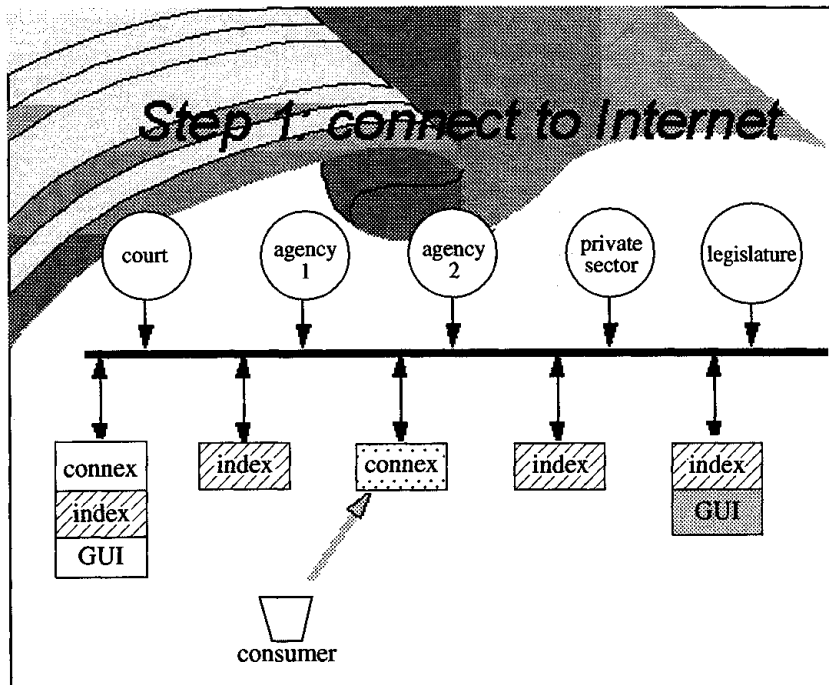 Step 1: connect to Internet
court
agency
1
agency
2
private
sector
legislature
connex
index
GUI
index
connex
index
index
GUI
consumer